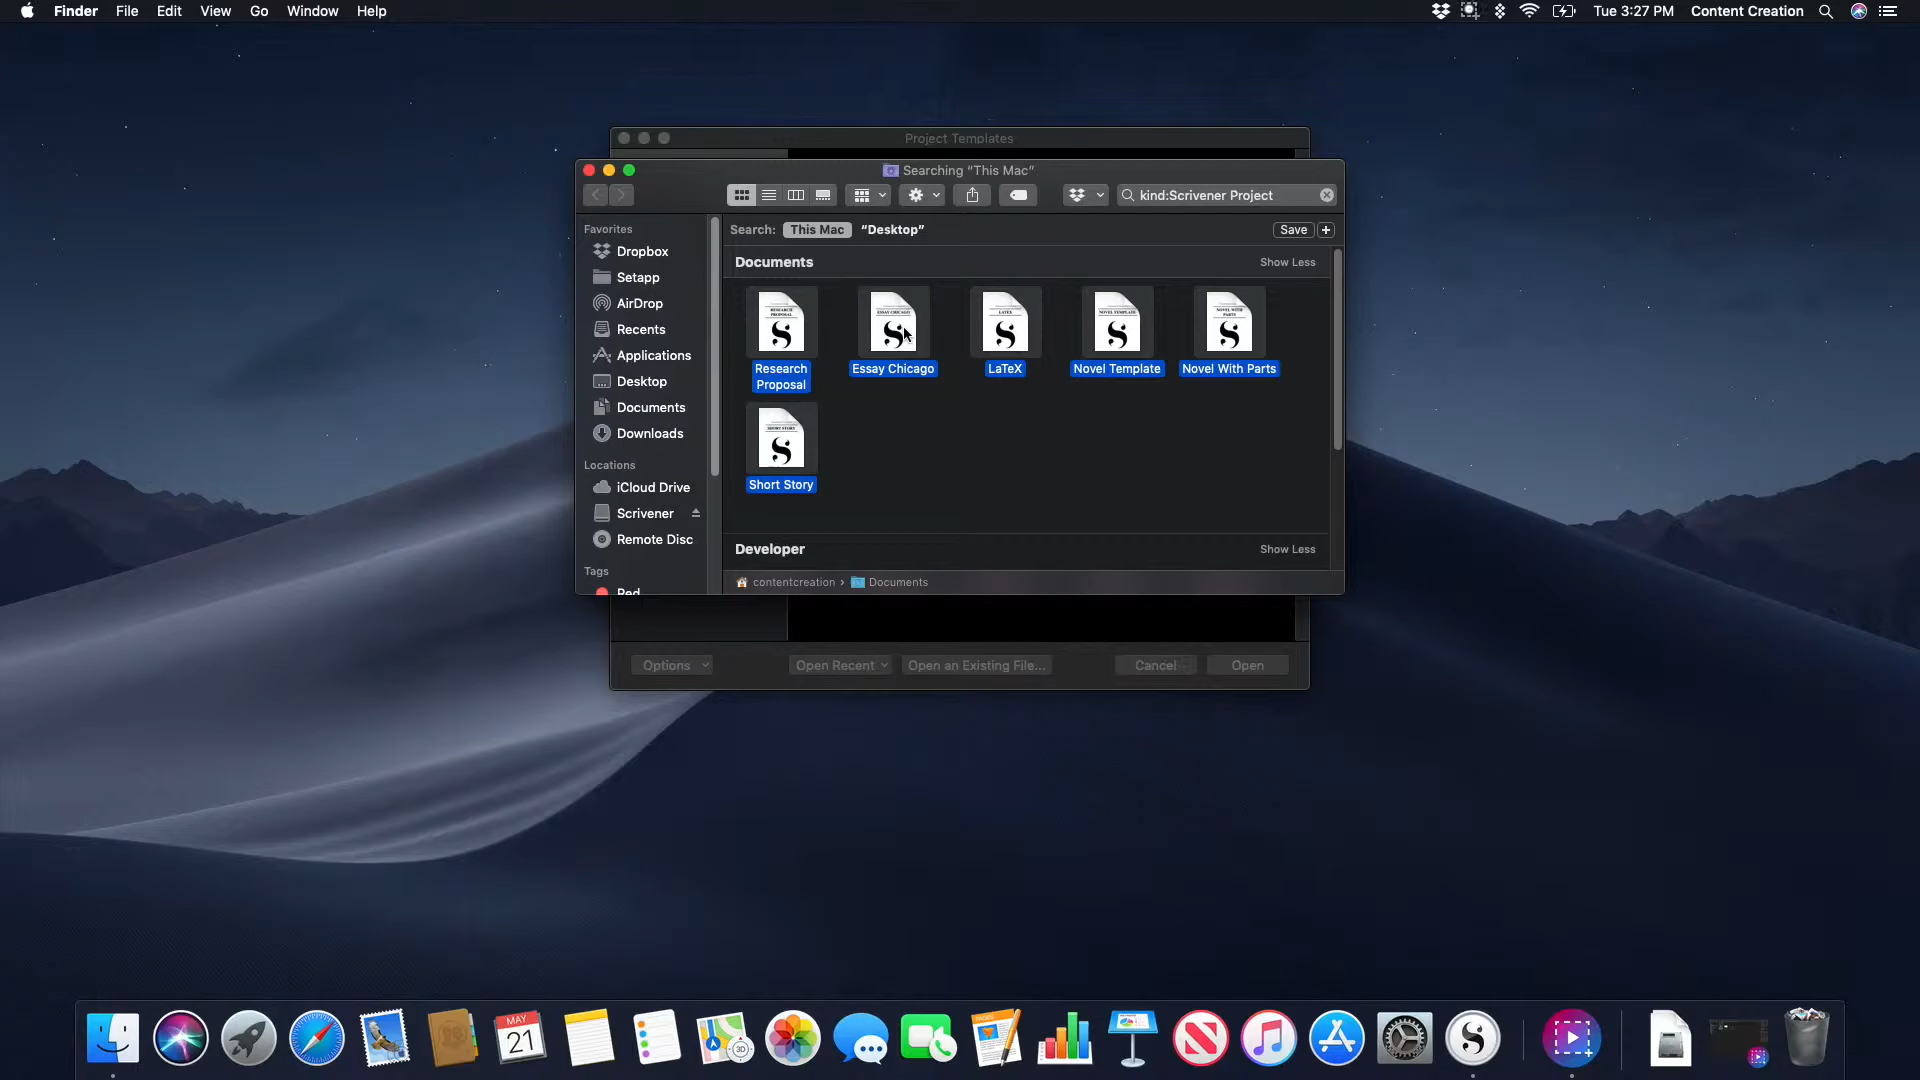 Finder File Edit View Go Window Help
Tue 3:27 PM Content Creation
Project Templates
Searching “This Mac”
kind:Scrivener Project
Search: This Mac “Desktop” Save +
Favorites
Dropbox
Setapp
AirDrop
Recents
Applications
Desktop
Documents
Downloads
Locations
iCloud Drive
Scrivener
Remote Disc
Tags
Red
Documents Show Less
RESEARCH
PROPOSAL
ESSAY CHICAGO
LATEX
NOVEL TEMPLATE
NOVEL WITH
PARTS
Research
Proposal
Essay Chicago
LaTeX
Novel Template
Novel With Parts
SHORT STORY
Short Story
Developer Show Less
contentcreation › Documents
Options Open Recent Open an Existing File... Cancel Open
MAY
21
3D